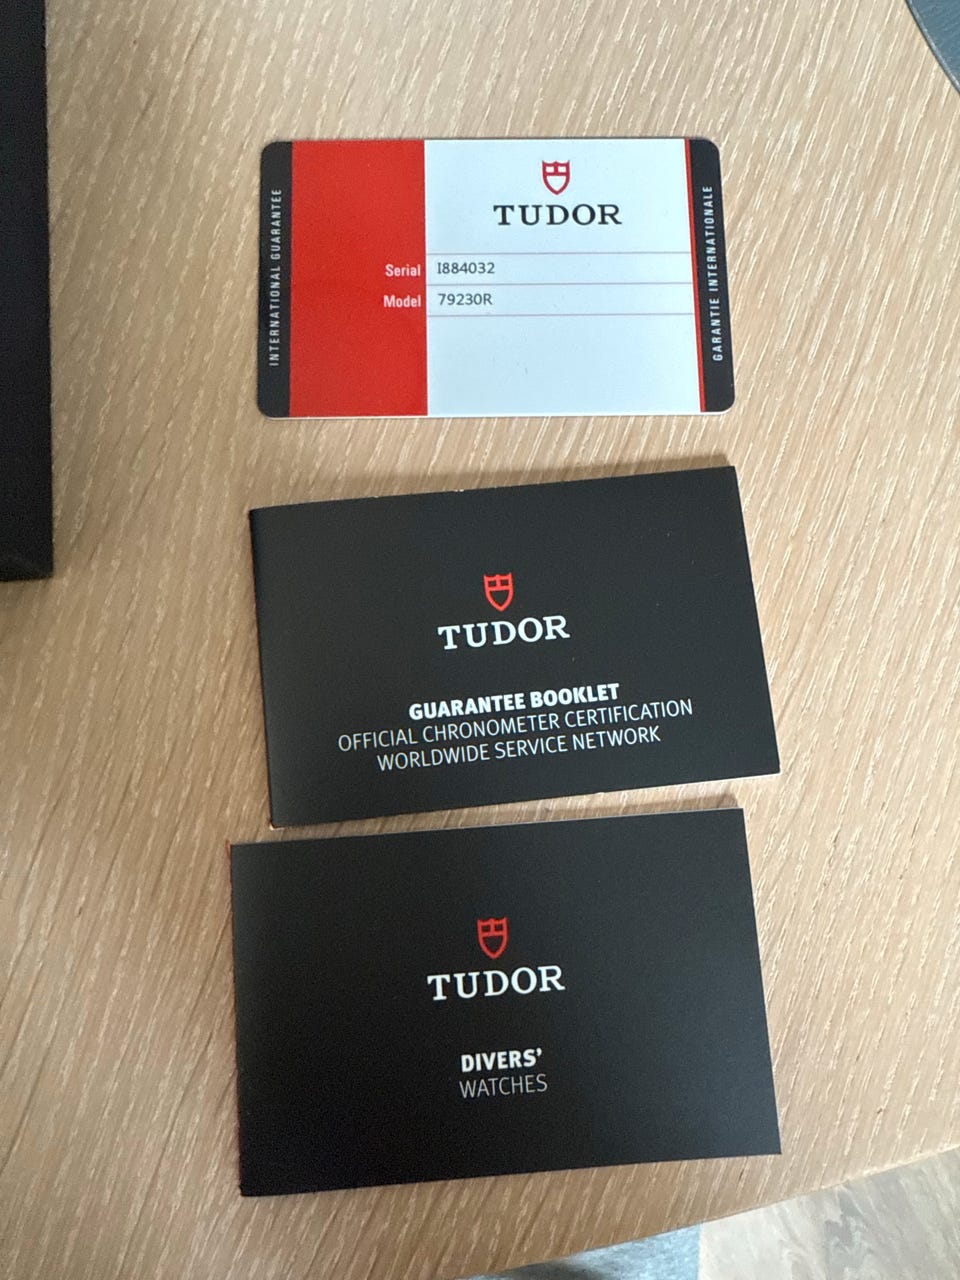 INTERNATIONAL GUARANTEE
TUDOR
Serial I884032
Model 79230R
GARANTIE INTERNATIONALE
TUDOR
GUARANTEE BOOKLET
OFFICIAL CHRONOMETER CERTIFICATION
WORLDWIDE SERVICE NETWORK
TUDOR
DIVERS'
WATCHES